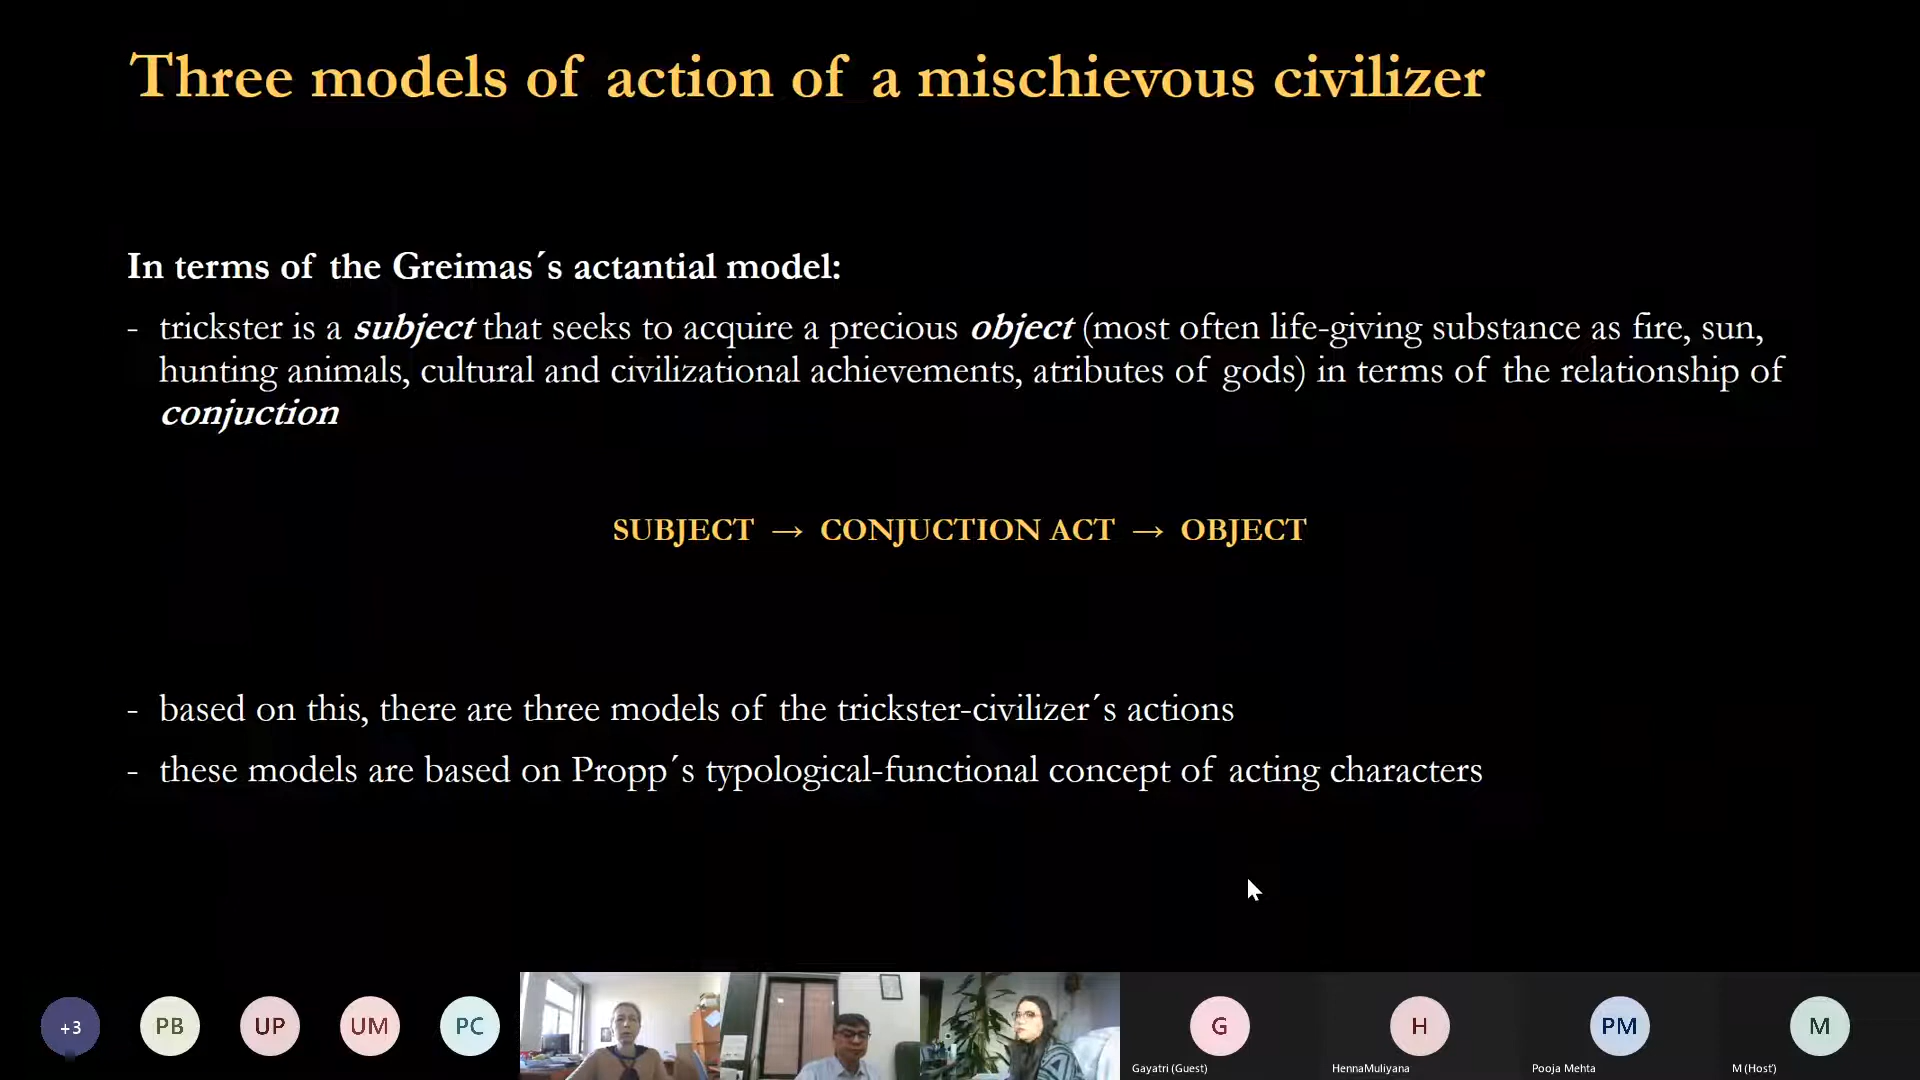 Three models of action of a mischievous civilizer
In terms of the Greimas´s actantial model:
- trickster is a subject that seeks to acquire a precious object (most often life-giving substance as fire, sun,
hunting animals, cultural and civilizational achievements, atributes of gods) in terms of the relationship of
conjuction
SUBJECT → CONJUCTION ACT → OBJECT
- based on this, there are three models of the trickster-civilizer´s actions
- these models are based on Propp´s typological-functional concept of acting characters
+3
PB
UP
UM
PC
G
H
PM
M
Gayatri (Guest)
HennaMuliyana
Pooja Mehta
M (Hosť)